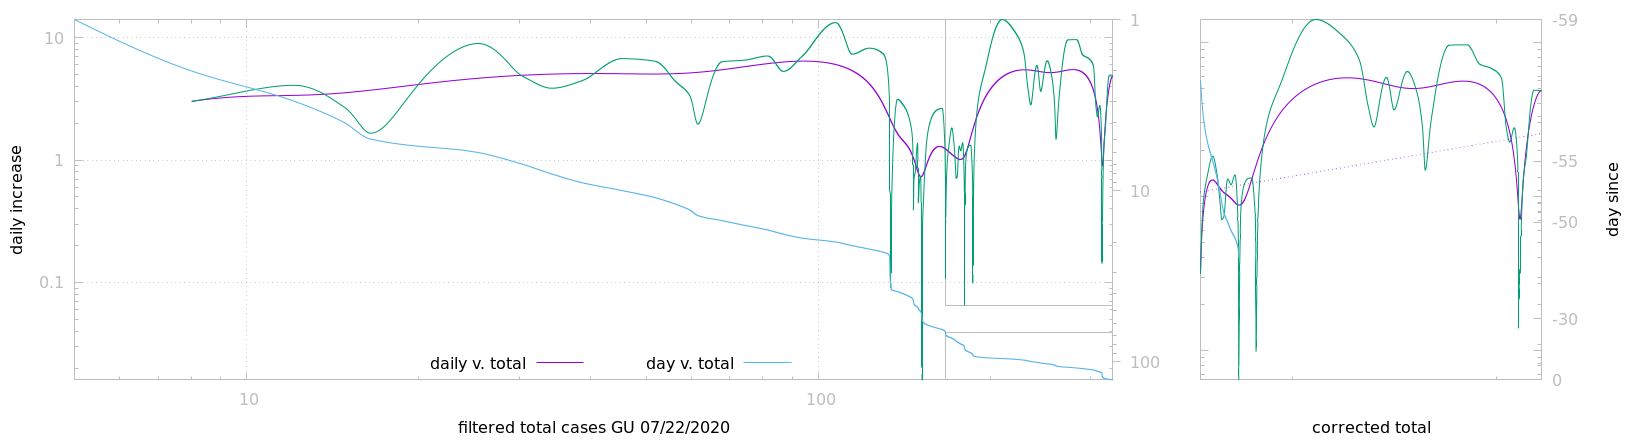 daily increase
10
1
0.1
10
100
filtered total cases GU 07/22/2020
daily v. total
day v. total
1
10
100
-59
-55
-50
-30
0
day since
corrected total